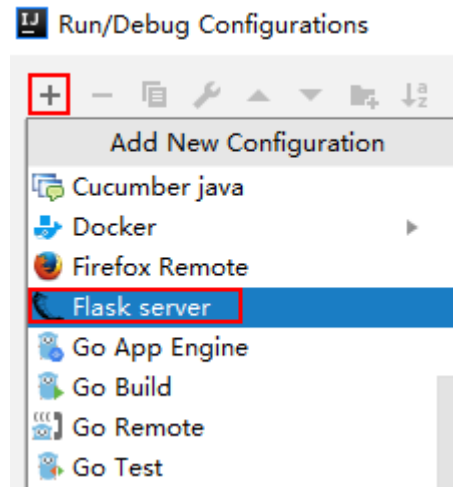 IJ Run/Debug Configurations
Add New Configuration
Cucumber java
Docker
Firefox Remote
Flask server
Go App Engine
Go Build
Go Remote
Go Test